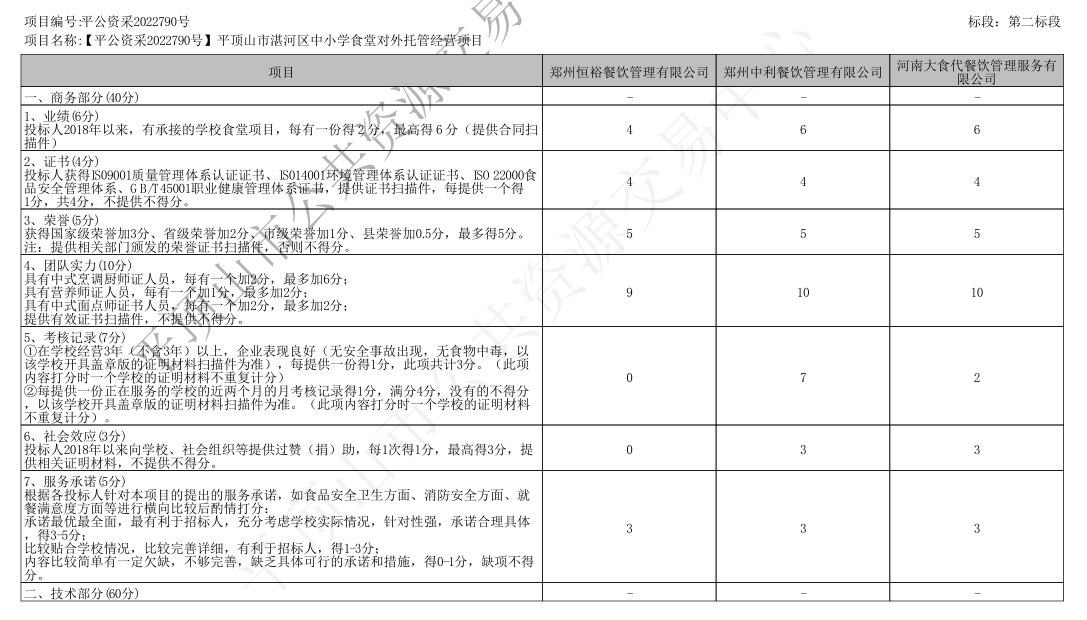 项目编号:平公资采2022790号
标段: 第二标段
项目名称:【平公资采2022790号】平顶山市湛河区中小学食堂对外托管经营项目
项目 郑州恒裕餐饮管理有限公司 郑州中利餐饮管理有限公司 河南大食代餐饮管理服务有
限公司
一、商务部分(40分) - - -
1、业绩(6分)
投标人2018年以来, 有承接的学校食堂项目, 每有一份得2分, 最高得6分（提供合同扫
描件） 4 6 6
2、证书(4分)
投标人获得ISO9001质量管理体系认证证书、ISO14001环境管理体系认证书、ISO 22000食
品安全管理体系、GB/T45001职业健康管理体系证书, 提供证书扫描件, 每提供一个得
1分, 共4分, 不提供不得分。 4 4 4
3、荣誉(5分)
获得国家级荣誉加3分、省级荣誉加2分、市级荣誉加1分、县荣誉加0.5分, 最多得5分。
注: 提供相关部门颁发的荣誉证书扫描件, 否则不得分。 5 5 5
4、团队实力(10分)
具有中式烹调厨师证人员, 每有一个加2分, 最多加6分;
具有营养师证人员, 每有一个加1分, 最多加2分;
具有中式面点师证书人员, 每有一个加2分, 最多加2分;
提供有效证书扫描件, 不提供不得分。 9 10 10
5、考核记录(7分)
①在学校经营3年（不含3年）以上, 企业表现良好（无安全事故出现, 无食物中毒, 以
该学校开具盖章版的证明材料扫描件为准）, 每提供一份得1分, 此项共计3分。（此项
内容打分时一个学校的证明材料不重复计分）
②每提供一份正在服务的学校的近两个月的月考核记录得1分, 满分4分, 没有的不得分
, 以该学校开具盖章版的证明材料扫描件为准。（此项内容打分时一个学校的证明材料
不重复计分）。 0 7 2
6、社会效应(3分)
投标人2018年以来向学校、社会组织等提供过赞（捐）助, 每1次得1分, 最高得3分, 提
供相关证明材料, 不提供不得分。 0 3 3
7、服务承诺(5分)
根据各投标人针对本项目的提出的服务承诺, 如食品安全卫生方面、消防安全方面、就
餐满意度方面等进行横向比较后酌情打分:
承诺最优最全面, 最有利于招标人, 充分考虑学校实际情况, 针对性强, 承诺合理具体
, 得3-5分;
比较贴合学校情况, 比较完善详细, 有利于招标人, 得1-3分;
内容比较简单有一定欠缺, 不够完善, 缺乏具体可行的承诺和措施, 得0-1分, 缺项不得
分。 3 3 3
二、技术部分(60分) - - -
平顶山市公共资源交易
平顶山市公共资源交易中心